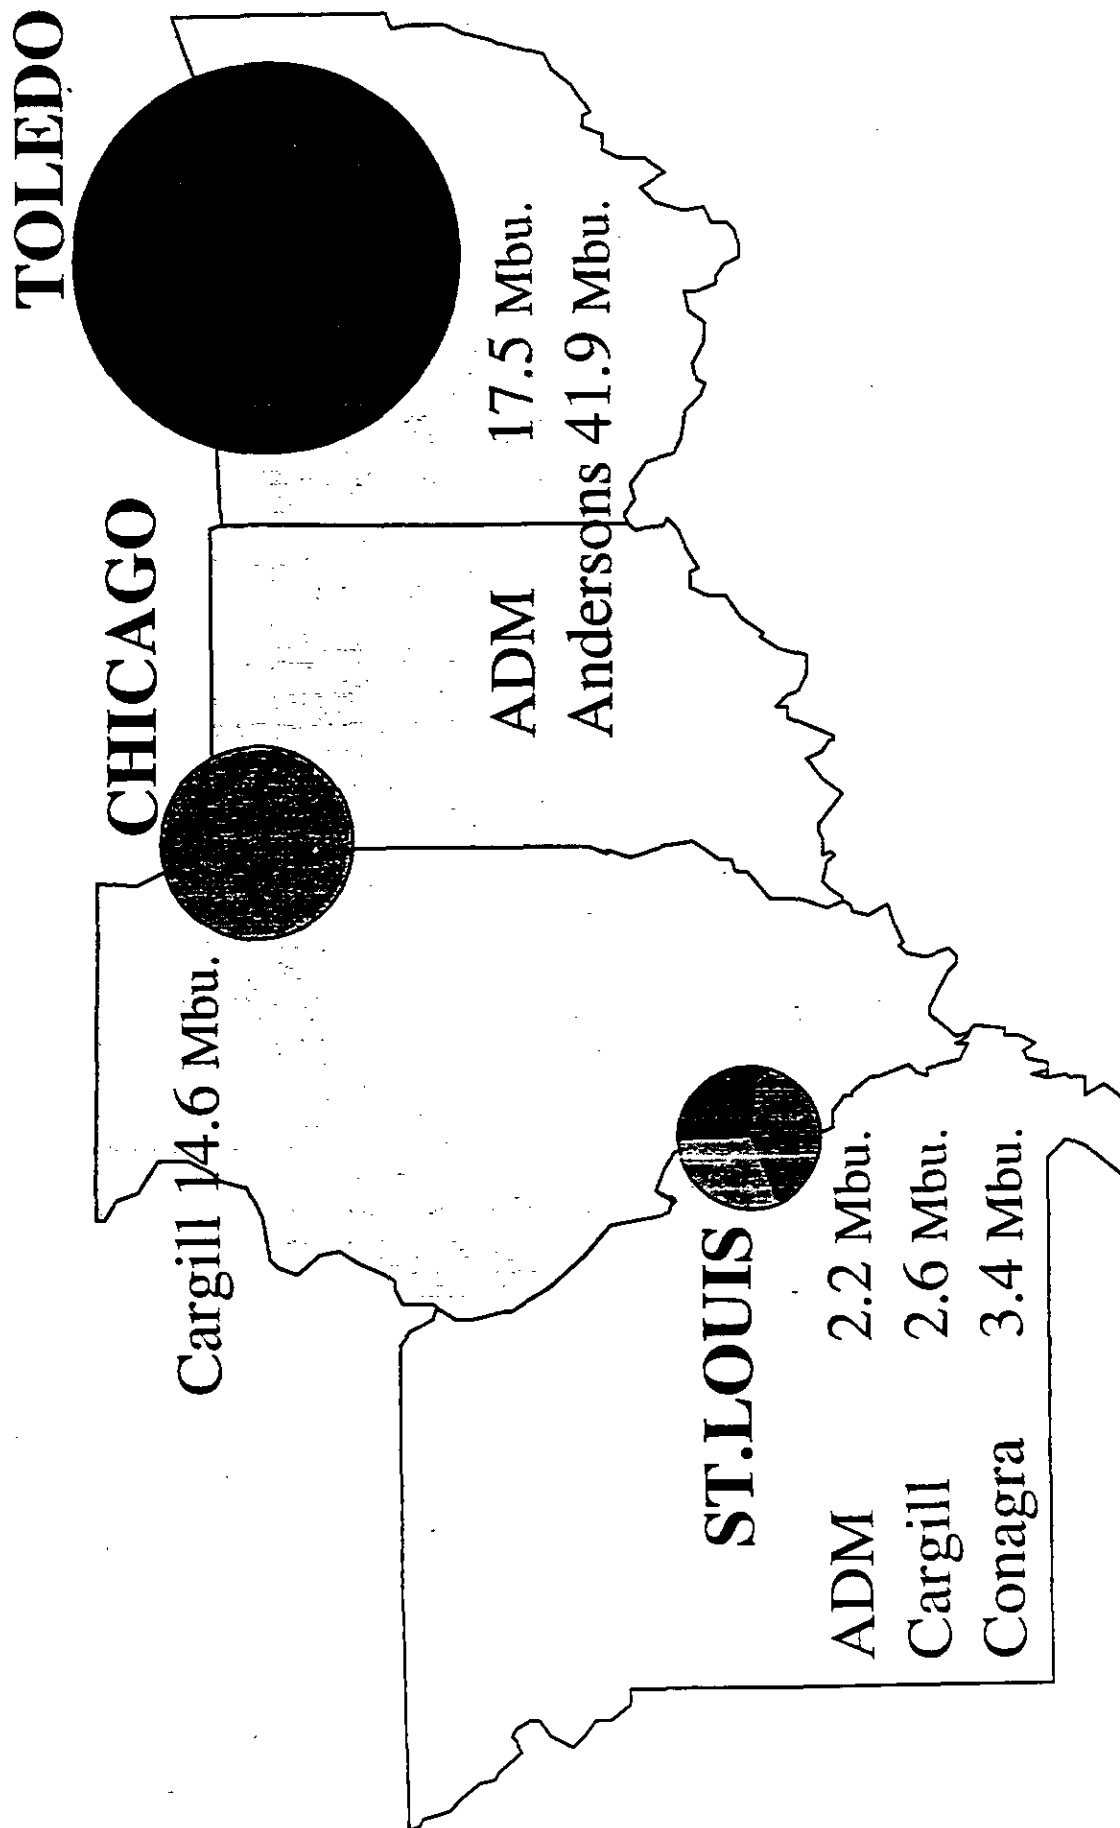 TOLEDO
CHICAGO
Cargill 14.6 Mbu.
ADM 17.5 Mbu.
Andersons 41.9 Mbu.
ST.LOUIS
ADM 2.2 Mbu.
Cargill 2.6 Mbu.
Conagra 3.4 Mbu.